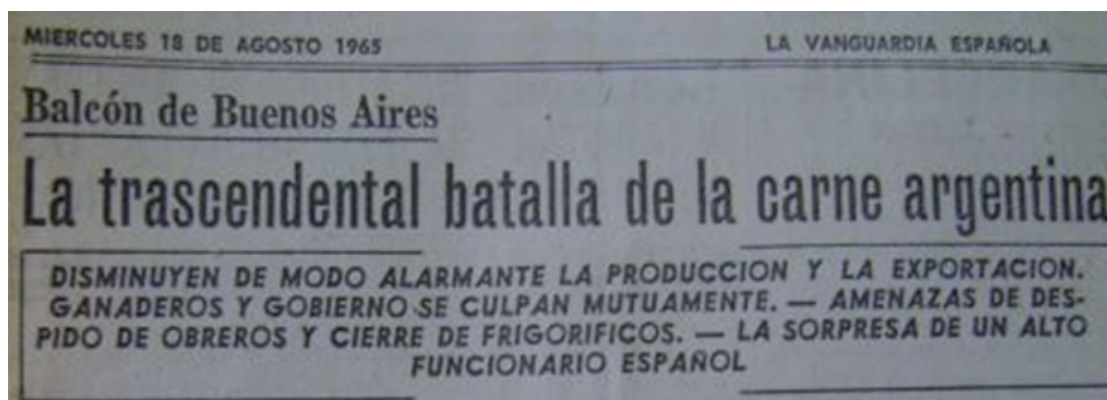 MIERCOLES 18 DE AGOSTO 1965 LA VANGUARDIA ESPAÑOLA
Balcón de Buenos Aires
La trascendental batalla de la carne argentina
DISMINUYEN DE MODO ALARMANTE LA PRODUCCION Y LA EXPORTACION.
GANADEROS Y GOBIERNO SE CULPAN MUTUAMENTE. — AMENAZAS DE DES-
PIDO DE OBREROS Y CIERRE DE FRIGORIFICOS. — LA SORPRESA DE UN ALTO
FUNCIONARIO ESPAÑOL